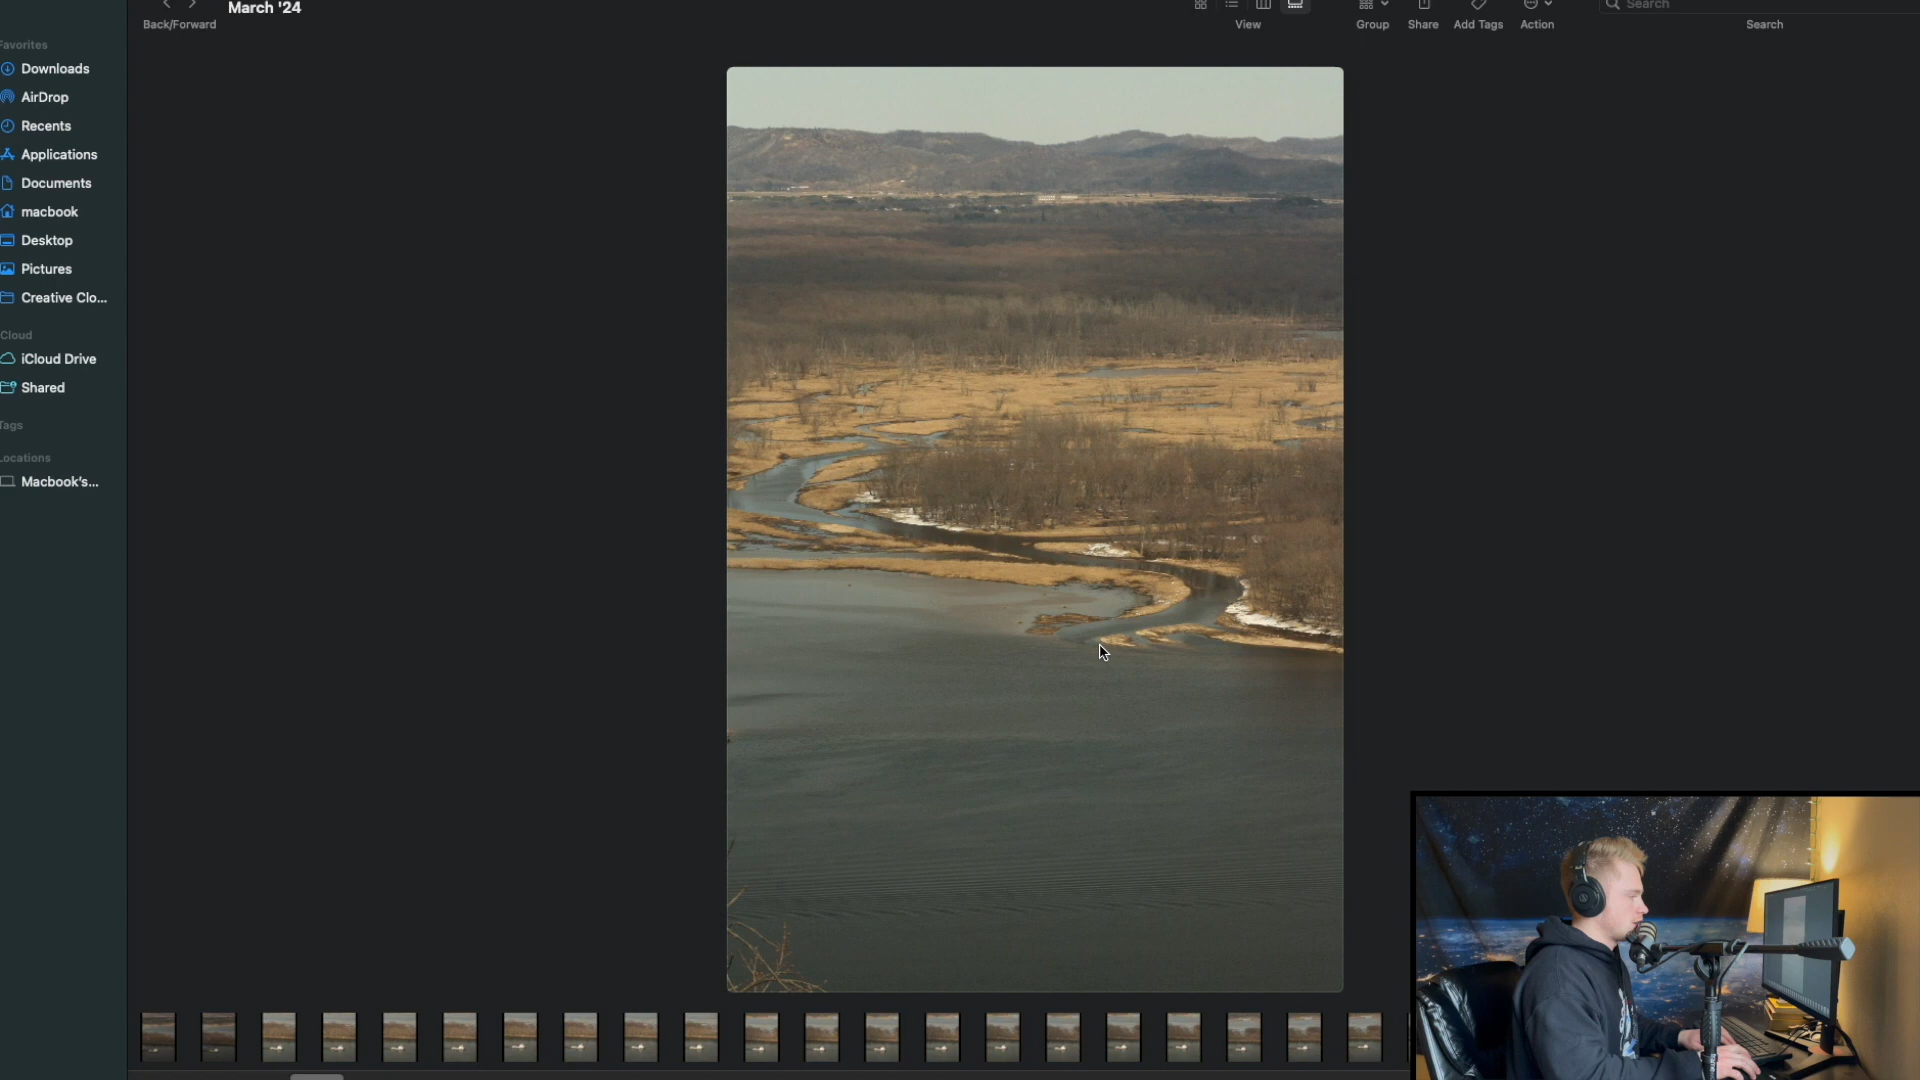 March '24
Back/Forward
View
Group
Share
Add Tags
Action
Search
Search
Favorites
Downloads
AirDrop
Recents
Applications
Documents
macbook
Desktop
Pictures
Creative Clo...
Cloud
iCloud Drive
Shared
Tags
Locations
Macbook's...